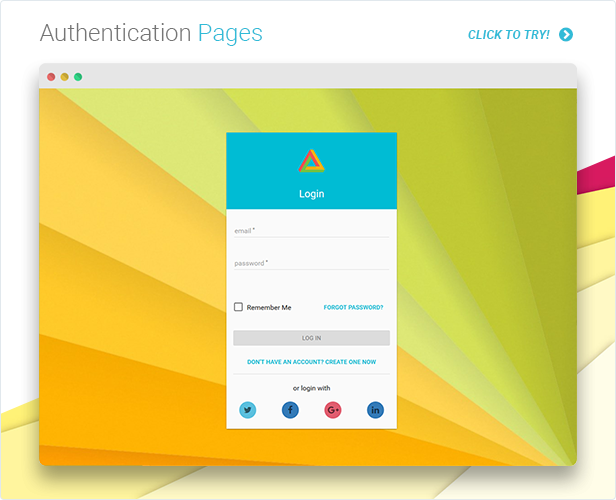 Authentication Pages
CLICK TO TRY!
Login
email *
password *
Remember Me
FORGOT PASSWORD?
LOG IN
DON'T HAVE AN ACCOUNT? CREATE ONE NOW
or login with
f
G+
in